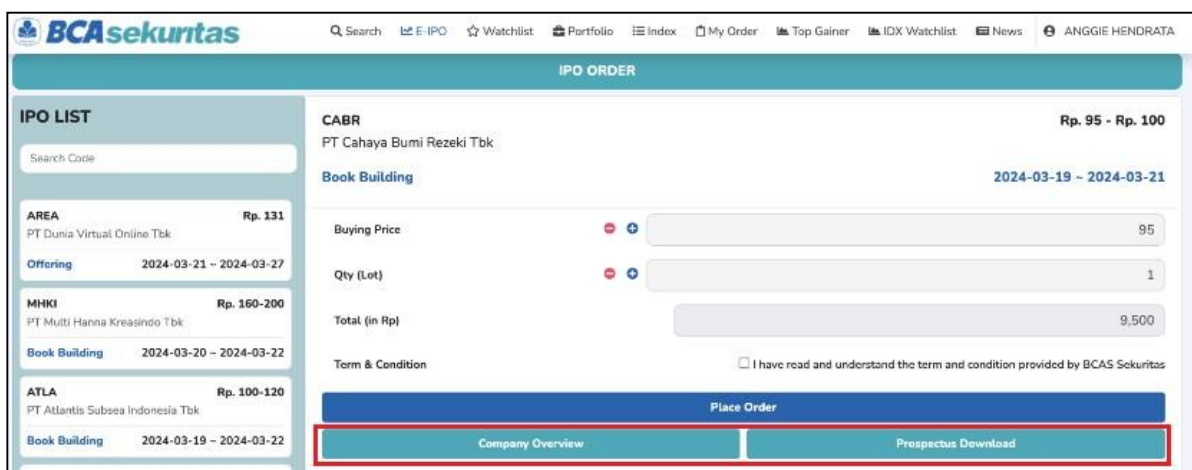 BCAsekuritas
Search E-IPO Watchlist Portfolio Index My Order Top Gainer IDX Watchlist News ANGGIE HENDRATA
IPO ORDER
IPO LIST
Search Code
AREA Rp. 131
PT Dunia Virtual Online Tbk
Offering 2024-03-21 ~ 2024-03-27
MHKI Rp. 160-200
PT Multi Hanna Kreasindo Tbk
Book Building 2024-03-20 ~ 2024-03-22
ATLA Rp. 100-120
PT Atlantis Subsea Indonesia Tbk
Book Building 2024-03-19 ~ 2024-03-22
CABR Rp. 95 - Rp. 100
PT Cahaya Bumi Rezeki Tbk
Book Building 2024-03-19 ~ 2024-03-21
Buying Price 95
Qty (Lot) 1
Total (in Rp) 9,500
Term & Condition I have read and understand the term and condition provided by BCAS Sekuritas
Place Order
Company Overview Prospectus Download